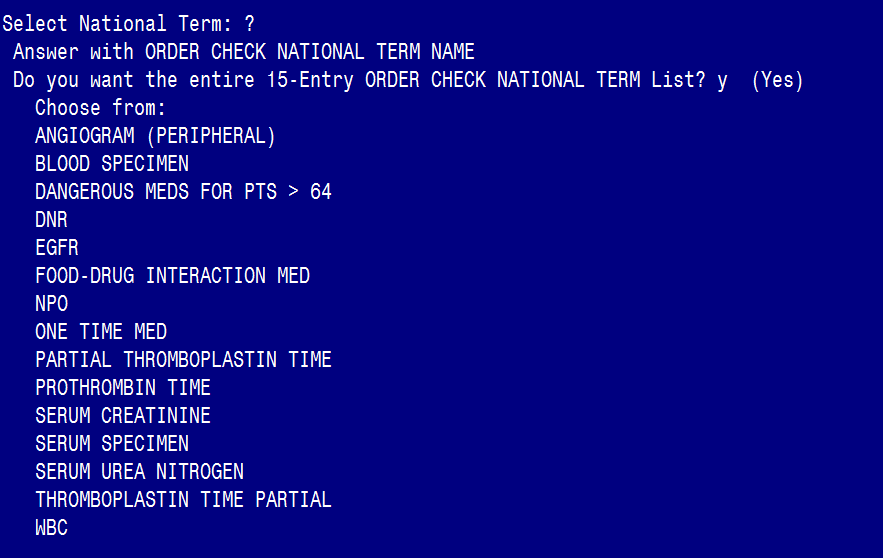 Select National Term: ?
Answer with ORDER CHECK NATIONAL TERM NAME
Do you want the entire 15-Entry ORDER CHECK NATIONAL TERM List? y  (Yes)
Choose from:
ANGIOGRAM (PERIPHERAL)
BLOOD SPECIMEN
DANGEROUS MEDS FOR PTS > 64
DNR
EGFR
FOOD-DRUG INTERACTION MED
NPO
ONE TIME MED
PARTIAL THROMBOPLASTIN TIME
PROTHROMBIN TIME
SERUM CREATININE
SERUM SPECIMEN
SERUM UREA NITROGEN
THROMBOPLASTIN TIME PARTIAL
WBC